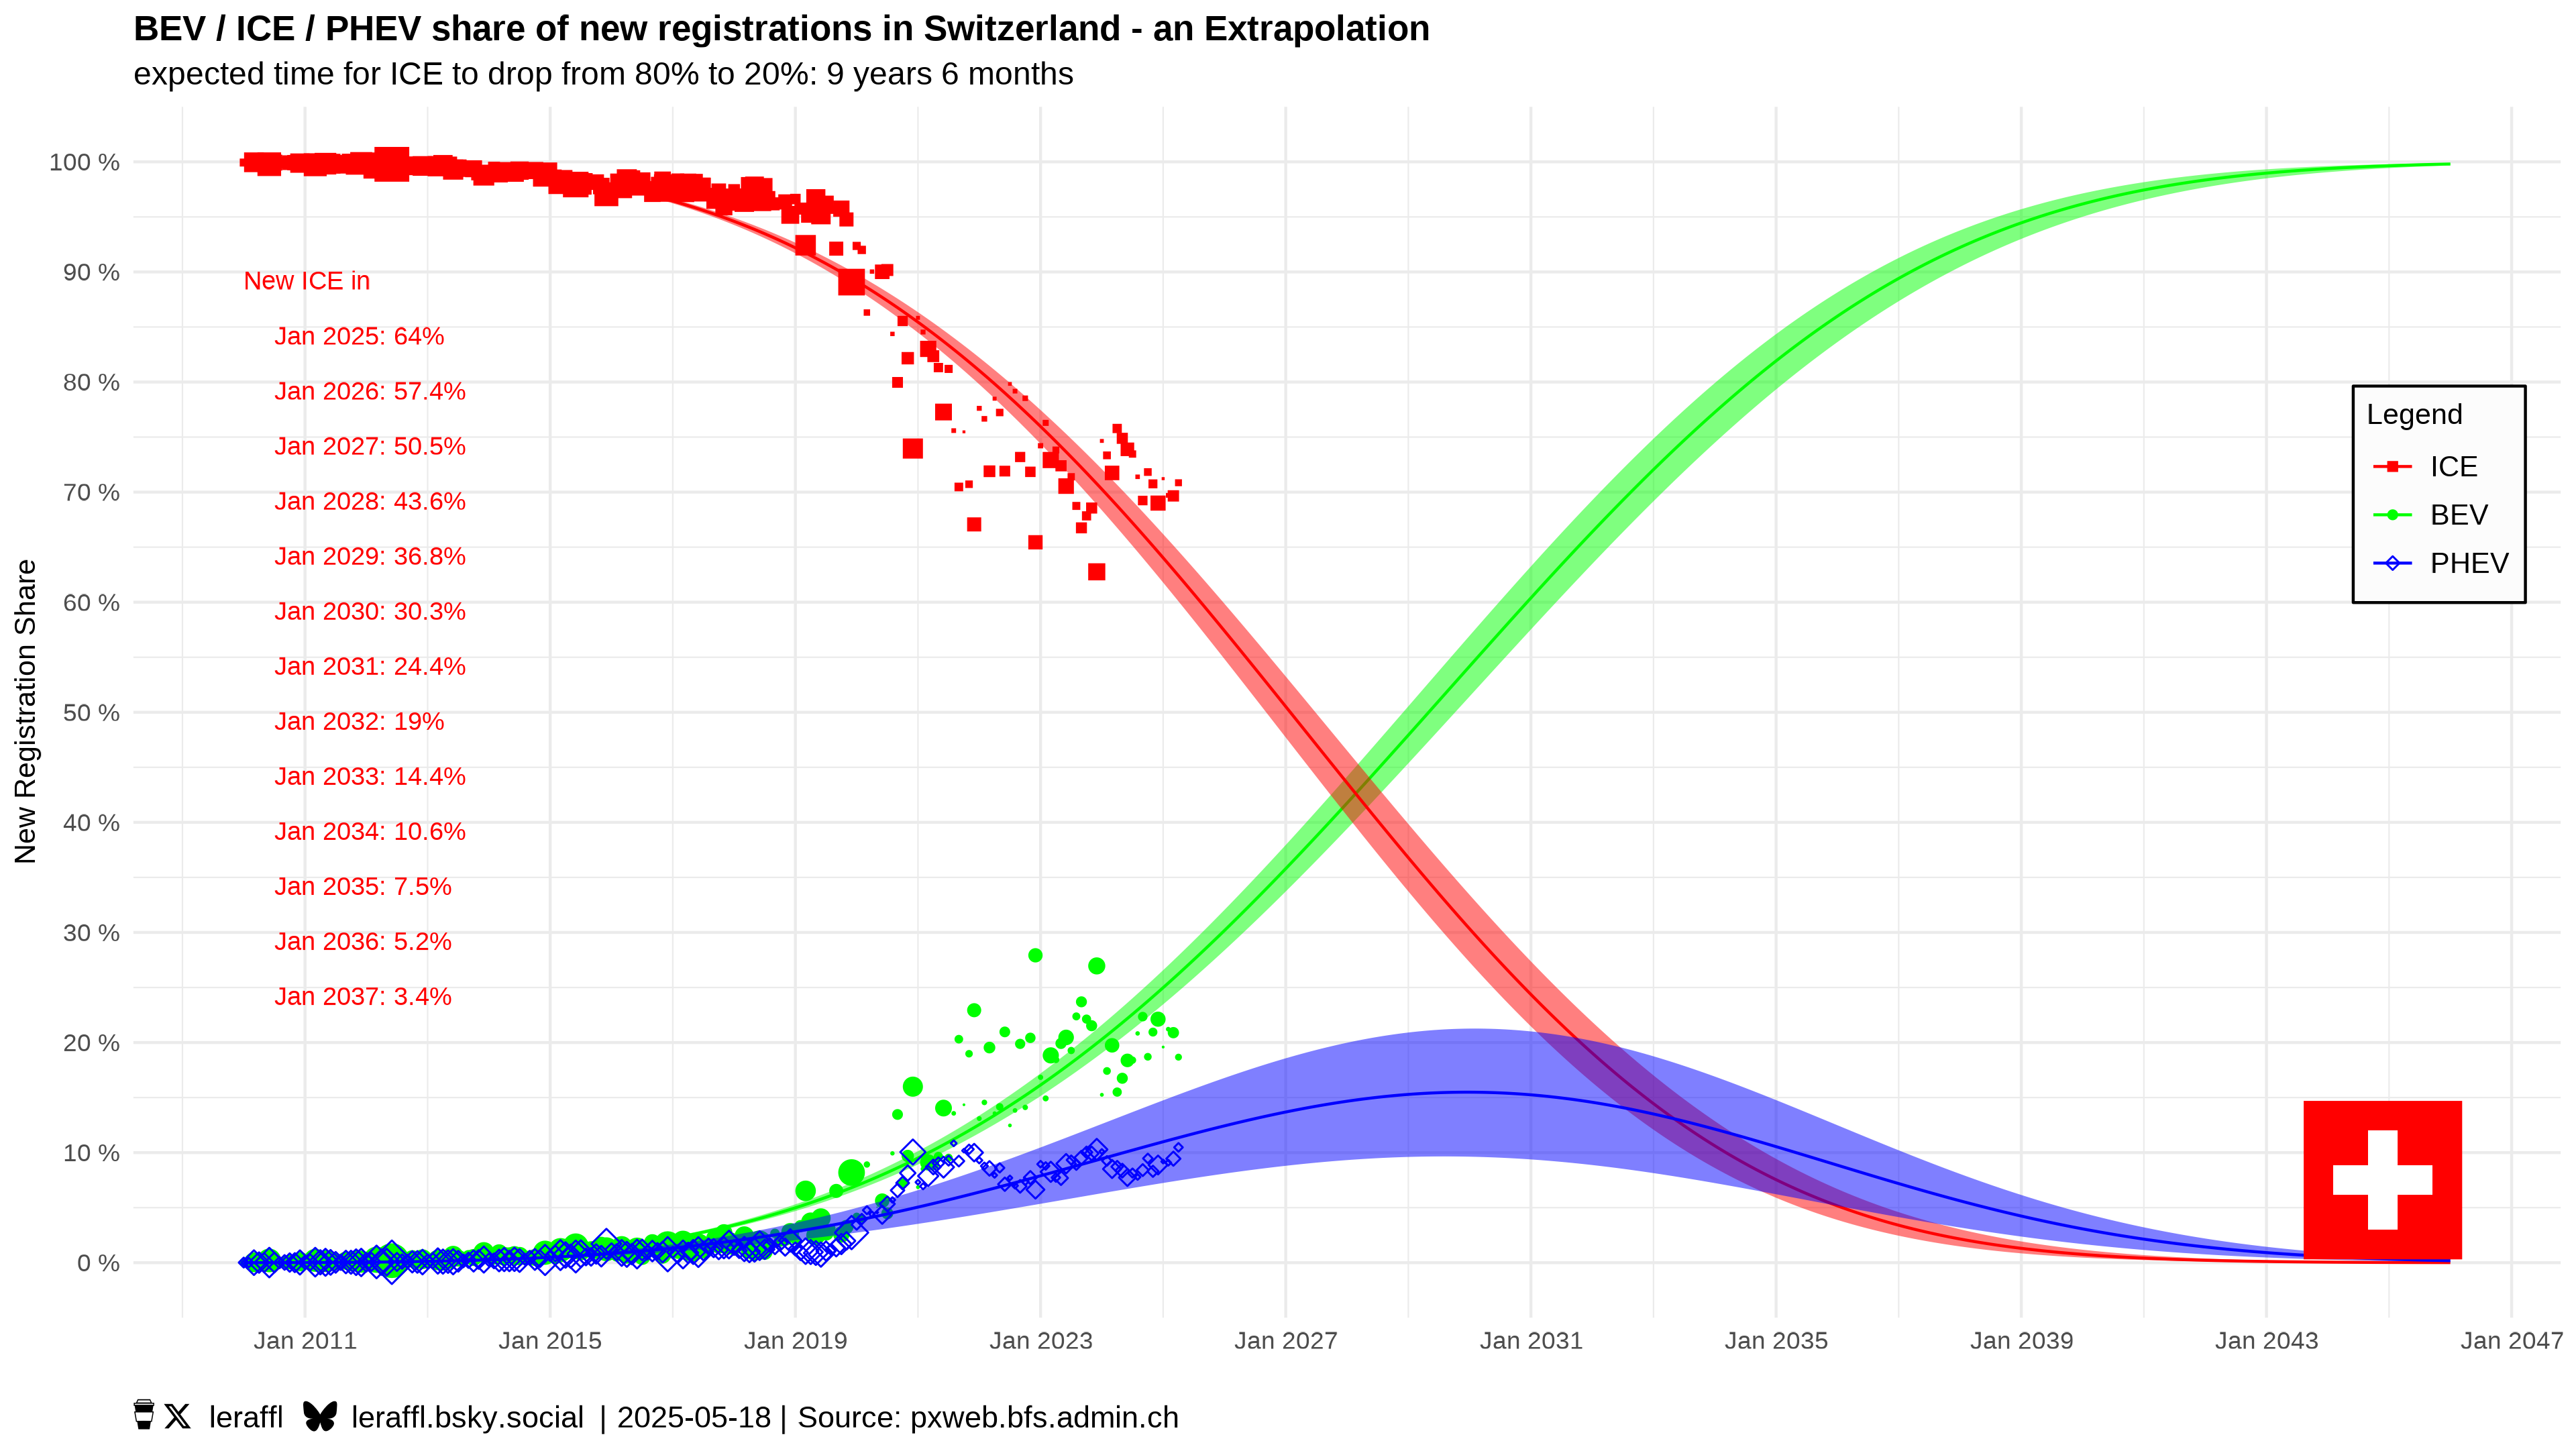 BEV / ICE / PHEV share of new registrations in Switzerland - an Extrapolation
expected time for ICE to drop from 80% to 20%: 9 years 6 months
New Registration Share
100 %
90 %
80 %
70 %
60 %
50 %
40 %
30 %
20 %
10 %
0 %
New ICE in
Jan 2025: 64%
Jan 2026: 57.4%
Jan 2027: 50.5%
Jan 2028: 43.6%
Jan 2029: 36.8%
Jan 2030: 30.3%
Jan 2031: 24.4%
Jan 2032: 19%
Jan 2033: 14.4%
Jan 2034: 10.6%
Jan 2035: 7.5%
Jan 2036: 5.2%
Jan 2037: 3.4%
Legend
ICE
BEV
PHEV
Jan 2011 Jan 2015 Jan 2019 Jan 2023 Jan 2027 Jan 2031 Jan 2035 Jan 2039 Jan 2043 Jan 2047
leraffl leraffl.bsky.social | 2025-05-18 | Source: pxweb.bfs.admin.ch